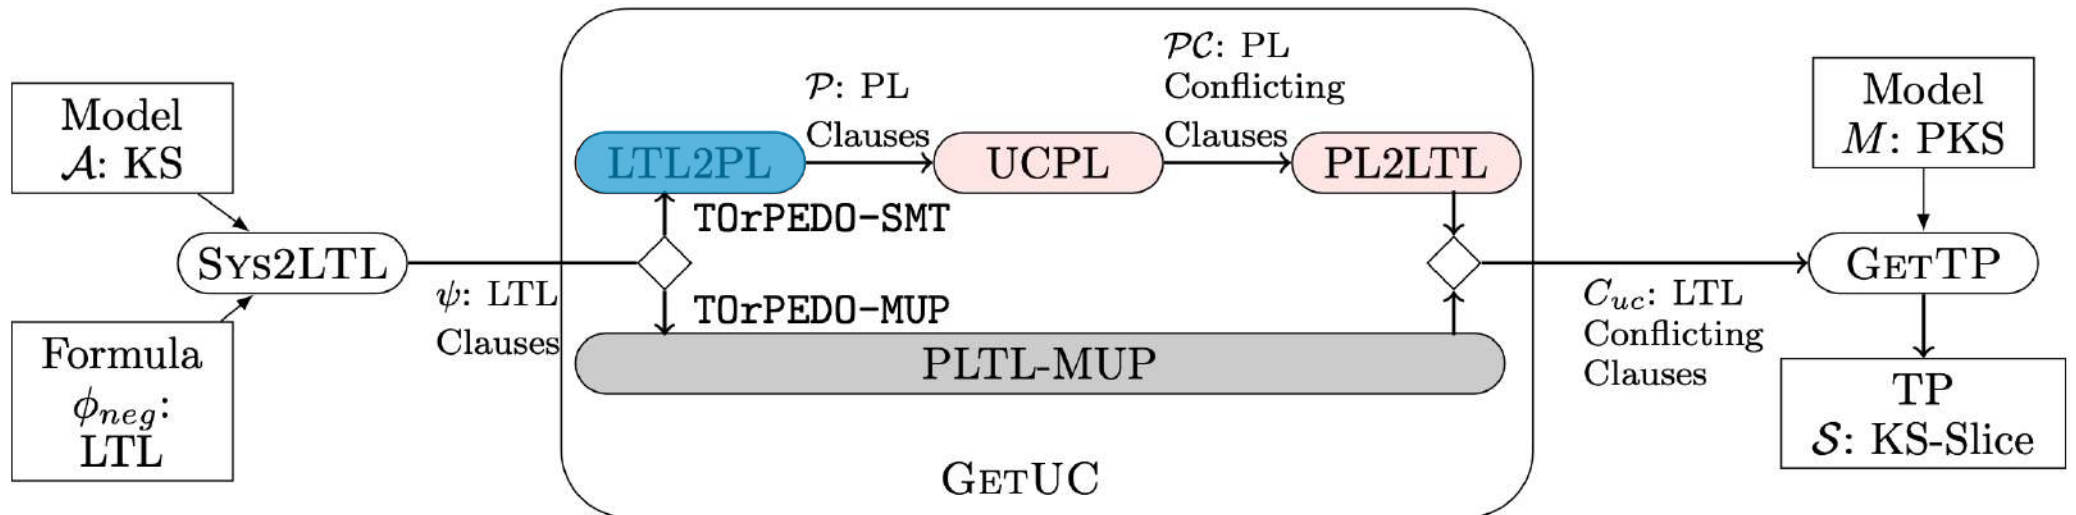 Model
𝒜: KS
Formula
ϕ_neg:
LTL
SYS2LTL
ψ: LTL
Clauses
LTL2PL
𝒫: PL
Clauses
UCPL
𝒫𝒞: PL
Conflicting
Clauses
PL2LTL
TOrPEDO-SMT
TOrPEDO-MUP
PLTL-MUP
GETUC
C_uc: LTL
Conflicting
Clauses
Model
M: PKS
GETTP
TP
𝒮: KS-Slice